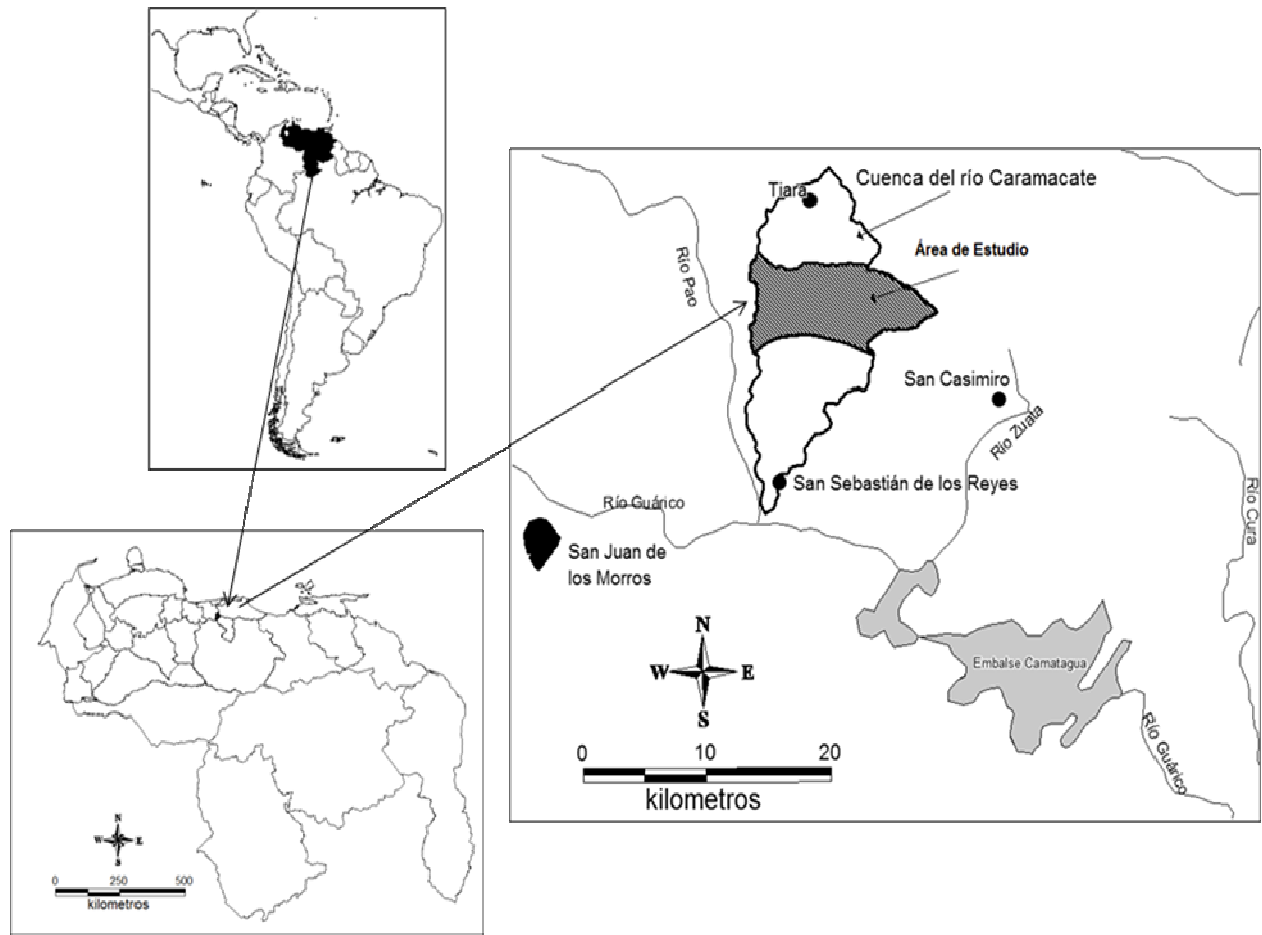 Tiara
Cuenca del río Caramacate
Área de Estudio
Río Pao
San Casimiro
Río Zuata
San Sebastián de los Reyes
Río Guárico
San Juan de
los Morros
Río Cura
Embalse Camatagua
Río Guárico
N
W E
S
0 10 20
kilometros
N
W E
S
0 250 500
kilometros